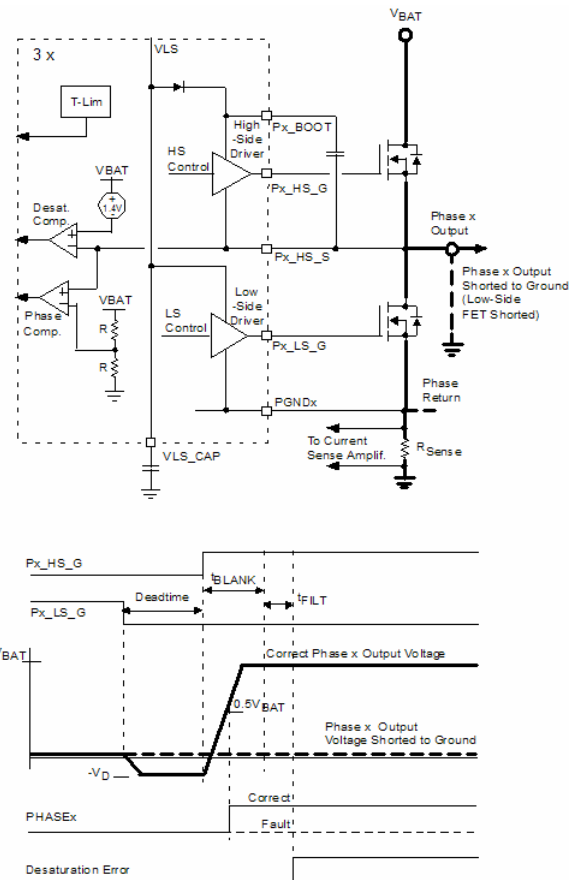 VBAT
3 x
VLS
T-Lim
High
-Side
Driver
Px_BOOT
HS
Control
Px_HS_G
VBAT
1.4V
Desat.
Comp.
Px_HS_S
Phase x
Output
Phase x Output
Shorted to Ground
(Low-Side
FET Shorted)
Phase
Comp.
VBAT
R
R
Low
-Side
Driver
LS
Control
Px_LS_G
PGNDx
Phase
Return
To Current
Sense Amplif.
RSense
VLS_CAP
Px_HS_G
tBLANK
Deadtime
tFILT
Px_LS_G
VBAT
Correct Phase x Output Voltage
0.5VBAT
Phase x Output
Voltage Shorted to Ground
-VD
Correct
PHASEx
Fault
Desaturation Error